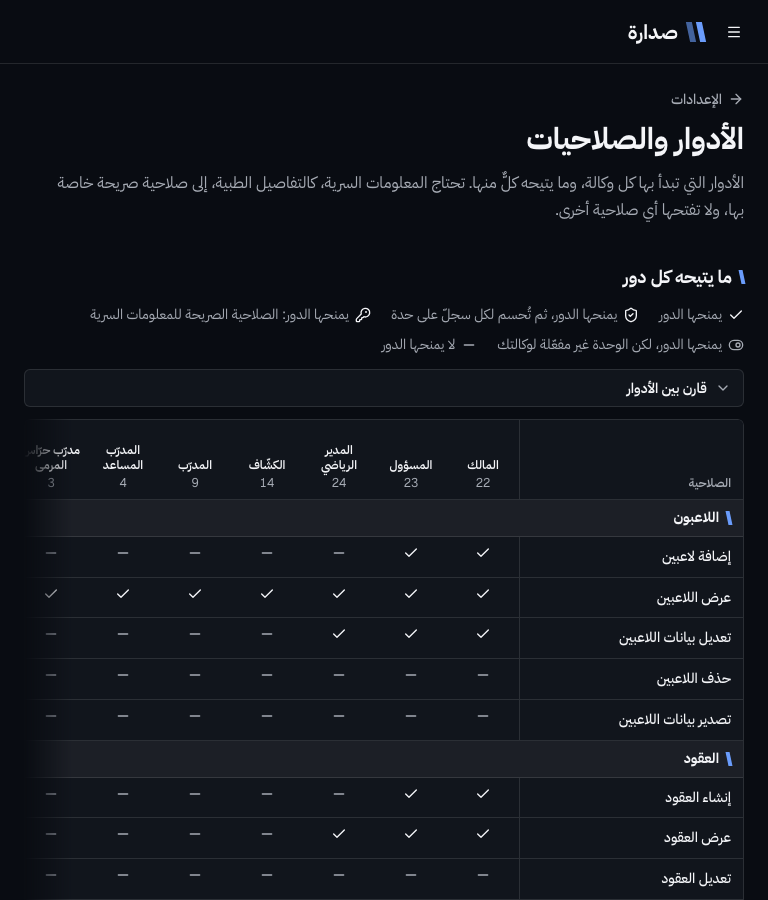 صدارة
الإعدادات
الأدوار والصلاحيات
الأدوار التي تبدأ بها كل وكالة، وما يتيحه كلٌّ منها. تحتاج المعلومات السرية، كالتفاصيل الطبية، إلى صلاحية صريحة خاصة
بها، ولا تفتحها أي صلاحية أخرى.
ما يتيحه كل دور
يمنحها الدور يمنحها الدور، ثم تُحسم لكل سجلّ على حدة يمنحها الدور: الصلاحية الصريحة للمعلومات السرية
يمنحها الدور، لكن الوحدة غير مفعّلة لوكالتك لا يمنحها الدور
قارن بين الأدوار
الصلاحية
المالك
22
المسؤول
23
المدير
الرياضي
24
الكشّاف
14
المدرّب
9
المدرّب
المساعد
4
مدرّب حرّاس
المرمى
3
اللاعبون
إضافة لاعبين
عرض اللاعبين
تعديل بيانات اللاعبين
حذف اللاعبين
تصدير بيانات اللاعبين
العقود
إنشاء العقود
عرض العقود
تعديل العقود